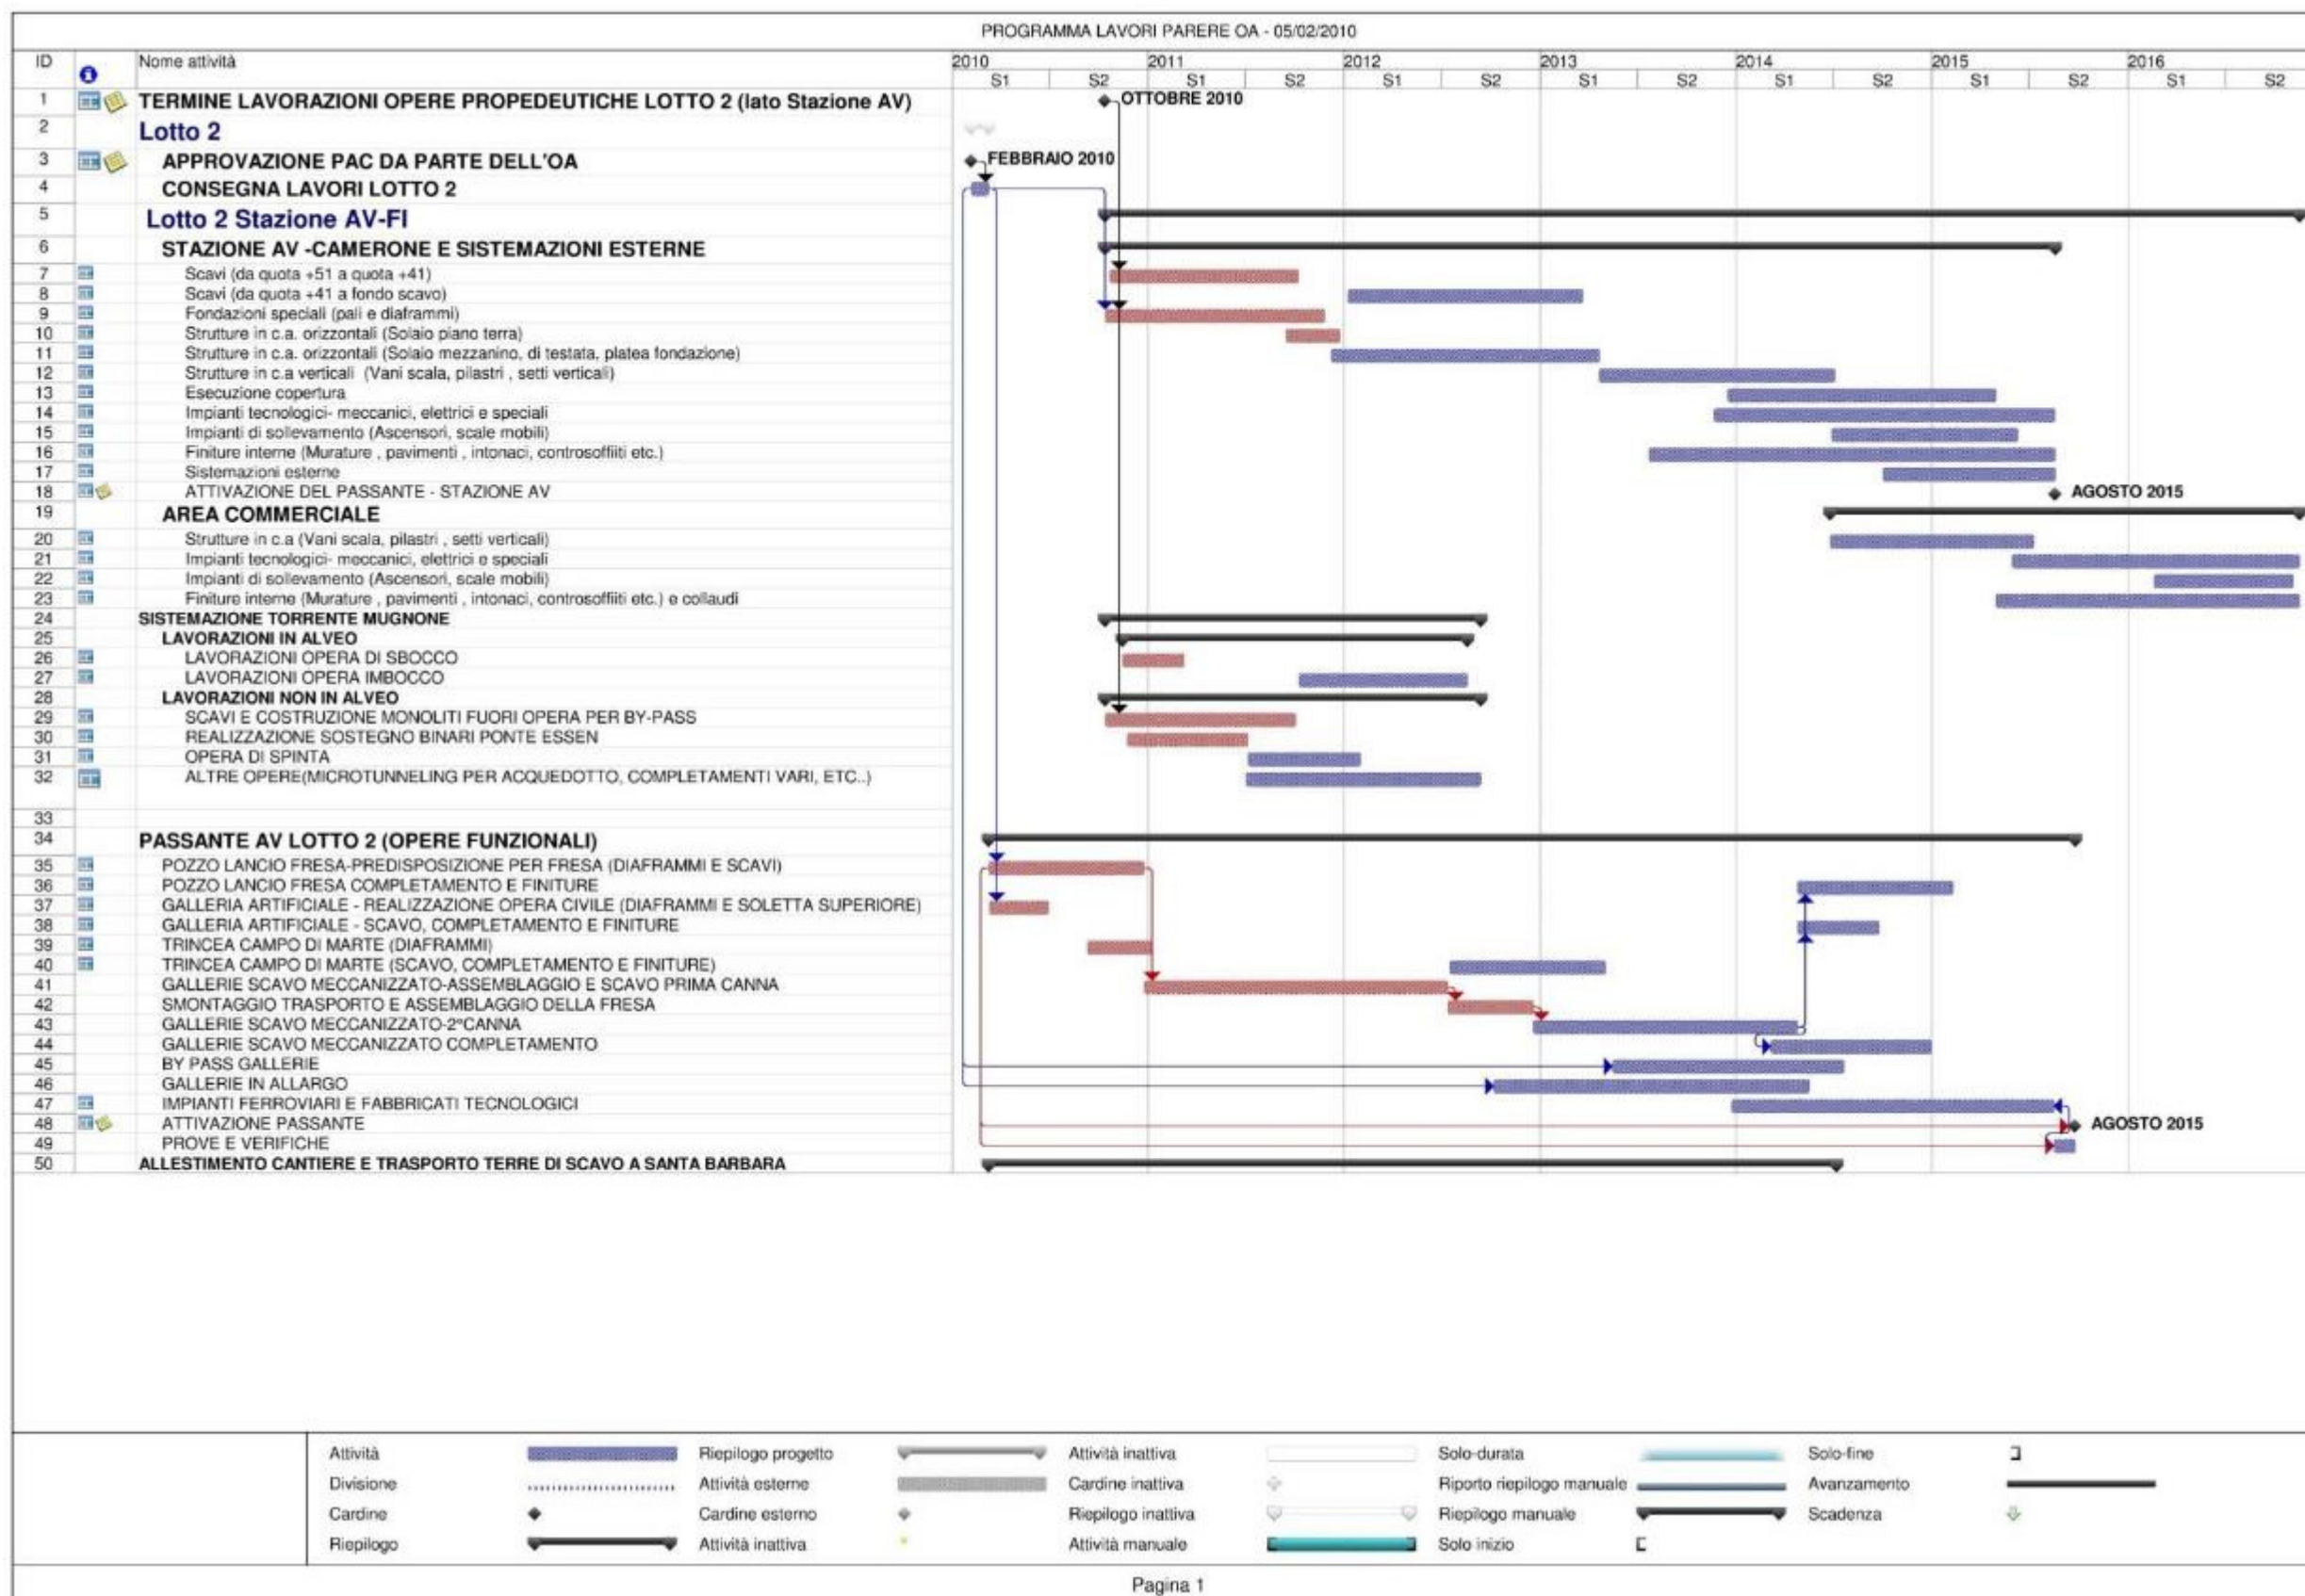 PROGRAMMA LAVORI PARERE OA - 05/02/2010
ID Nome attività 2010 2011 2012 2013 2014 2015 2016
S1 S2 S1 S2 S1 S2 S1 S2 S1 S2 S1 S2 S1 S2
1 TERMINE LAVORAZIONI OPERE PROPEDEUTICHE LOTTO 2 (lato Stazione AV) OTTOBRE 2010
2 Lotto 2
3 APPROVAZIONE PAC DA PARTE DELL'OA FEBBRAIO 2010
4 CONSEGNA LAVORI LOTTO 2
5 Lotto 2 Stazione AV-FI
6 STAZIONE AV -CAMERONE E SISTEMAZIONI ESTERNE
7 Scavi (da quota +51 a quota +41)
8 Scavi (da quota +41 a fondo scavo)
9 Fondazioni speciali (pali e diaframmi)
10 Strutture in c.a. orizzontali (Solaio piano terra)
11 Strutture in c.a. orizzontali (Solaio mezzanino, di testata, platea fondazione)
12 Strutture in c.a verticali (Vani scala, pilastri , setti verticali)
13 Esecuzione copertura
14 Impianti tecnologici- meccanici, elettrici e speciali
15 Impianti di sollevamento (Ascensori, scale mobili)
16 Finiture interne (Murature , pavimenti , intonaci, controsoffiiti etc.)
17 Sistemazioni esterne
18 ATTIVAZIONE DEL PASSANTE - STAZIONE AV AGOSTO 2015
19 AREA COMMERCIALE
20 Strutture in c.a (Vani scala, pilastri , setti verticali)
21 Impianti tecnologici- meccanici, elettrici e speciali
22 Impianti di sollevamento (Ascensori, scale mobili)
23 Finiture interne (Murature , pavimenti , intonaci, controsoffiiti etc.) e collaudi
24 SISTEMAZIONE TORRENTE MUGNONE
25 LAVORAZIONI IN ALVEO
26 LAVORAZIONI OPERA DI SBOCCO
27 LAVORAZIONI OPERA IMBOCCO
28 LAVORAZIONI NON IN ALVEO
29 SCAVI E COSTRUZIONE MONOLITI FUORI OPERA PER BY-PASS
30 REALIZZAZIONE SOSTEGNO BINARI PONTE ESSEN
31 OPERA DI SPINTA
32 ALTRE OPERE(MICROTUNNELING PER ACQUEDOTTO, COMPLETAMENTI VARI, ETC..)
33
34 PASSANTE AV LOTTO 2 (OPERE FUNZIONALI)
35 POZZO LANCIO FRESA-PREDISPOSIZIONE PER FRESA (DIAFRAMMI E SCAVI)
36 POZZO LANCIO FRESA COMPLETAMENTO E FINITURE
37 GALLERIA ARTIFICIALE - REALIZZAZIONE OPERA CIVILE (DIAFRAMMI E SOLETTA SUPERIORE)
38 GALLERIA ARTIFICIALE - SCAVO, COMPLETAMENTO E FINITURE
39 TRINCEA CAMPO DI MARTE (DIAFRAMMI)
40 TRINCEA CAMPO DI MARTE (SCAVO, COMPLETAMENTO E FINITURE)
41 GALLERIE SCAVO MECCANIZZATO-ASSEMBLAGGIO E SCAVO PRIMA CANNA
42 SMONTAGGIO TRASPORTO E ASSEMBLAGGIO DELLA FRESA
43 GALLERIE SCAVO MECCANIZZATO-2°CANNA
44 GALLERIE SCAVO MECCANIZZATO COMPLETAMENTO
45 BY PASS GALLERIE
46 GALLERIE IN ALLARGO
47 IMPIANTI FERROVIARI E FABBRICATI TECNOLOGICI
48 ATTIVAZIONE PASSANTE AGOSTO 2015
49 PROVE E VERIFICHE
50 ALLESTIMENTO CANTIERE E TRASPORTO TERRE DI SCAVO A SANTA BARBARA
Attività Riepilogo progetto Attività inattiva Solo-durata Solo-fine
Divisione Attività esterne Cardine inattiva Riporto riepilogo manuale Avanzamento
Cardine Cardine esterno Riepilogo inattiva Riepilogo manuale Scadenza
Riepilogo Attività inattiva Attività manuale Solo inizio
Pagina 1